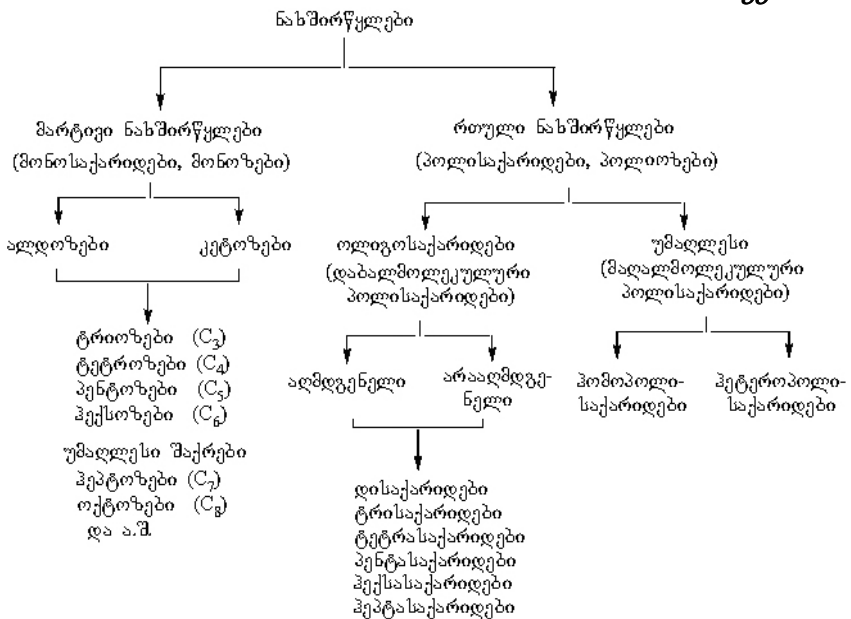 ნახშირწყლები
მარტივი ნახშირწყლები
(მონოსაქარიდები, მონოზები)
რთული ნახშირწყლები
(პოლისაქარიდები, პოლიოზები)
ალდოზები
კეტოზები
ოლიგოსაქარიდები
(დაბალმოლეკულური
პოლისაქარიდები)
უმაღლესი
(მაღალმოლეკულური
პოლისაქარიდები)
ტრიოზები (C₃)
ტეტროზები (C₄)
პენტოზები (C₅)
ჰექსოზები (C₆)
უმაღლესი შაქრები
ჰეპტოზები (C₇)
ოქტოზები (C₈)
და ა.შ.
აღმდგენელი
არააღმდგე-
ნელი
ჰომოპოლი-
საქარიდები
ჰეტეროპოლი-
საქარიდები
დისაქარიდები
ტრისაქარიდები
ტეტრასაქარიდები
პენტასაქარიდები
ჰექსასაქარიდები
ჰეპტასაქარიდები